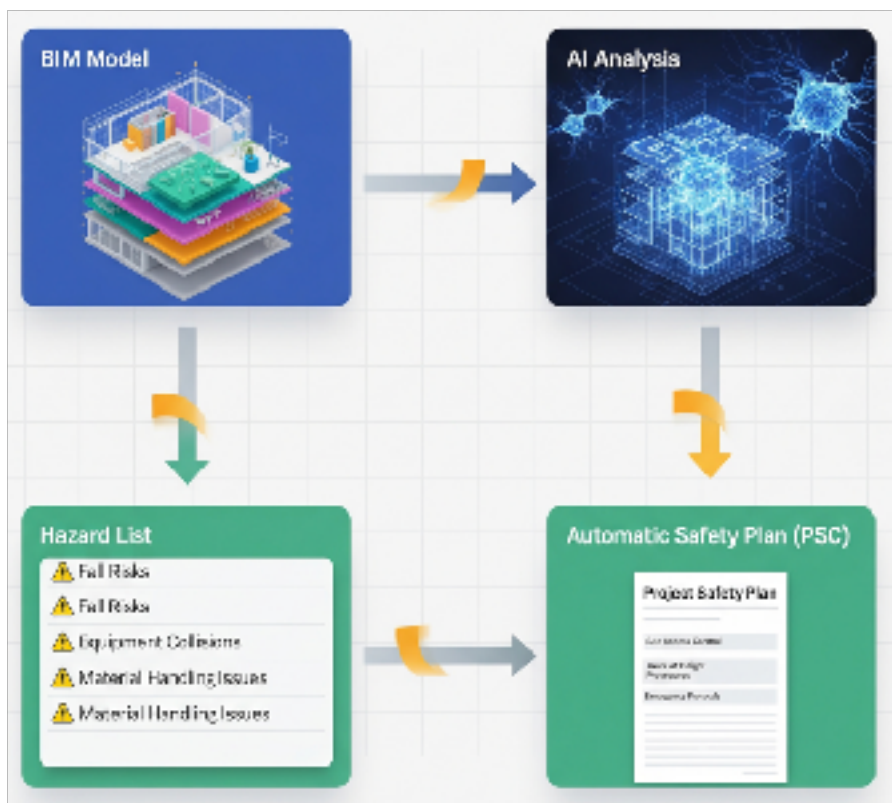 BIM Model
AI Analysis
Hazard List
Fall Risks
Fall Risks
Equipment Collisions
Material Handling Issues
Material Handling Issues
Automatic Safety Plan (PSC)
Project Safety Plan